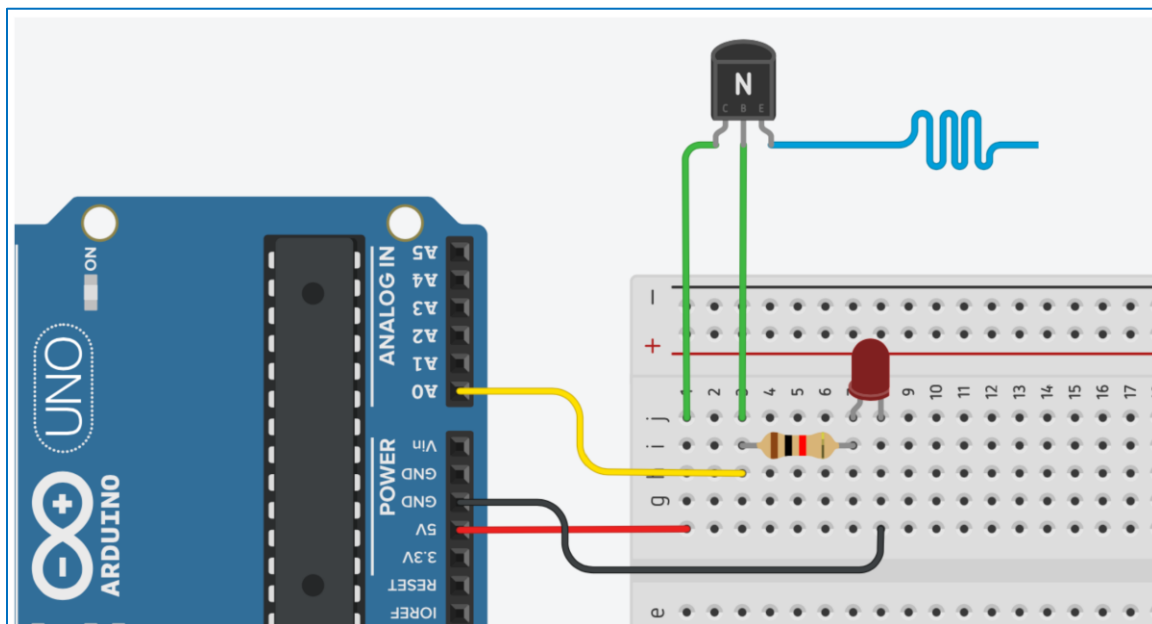 N
C B E
ON
UNO
ARDUINO
ANALOG IN
A5
A4
A3
A2
A1
A0
POWER
Vin
GND
GND
5V
3.3V
RESET
IOREF
−
+
1 2 3 4 5 6 7 9 10 11 12 13 14 15 16 17
j
i
h
g
e